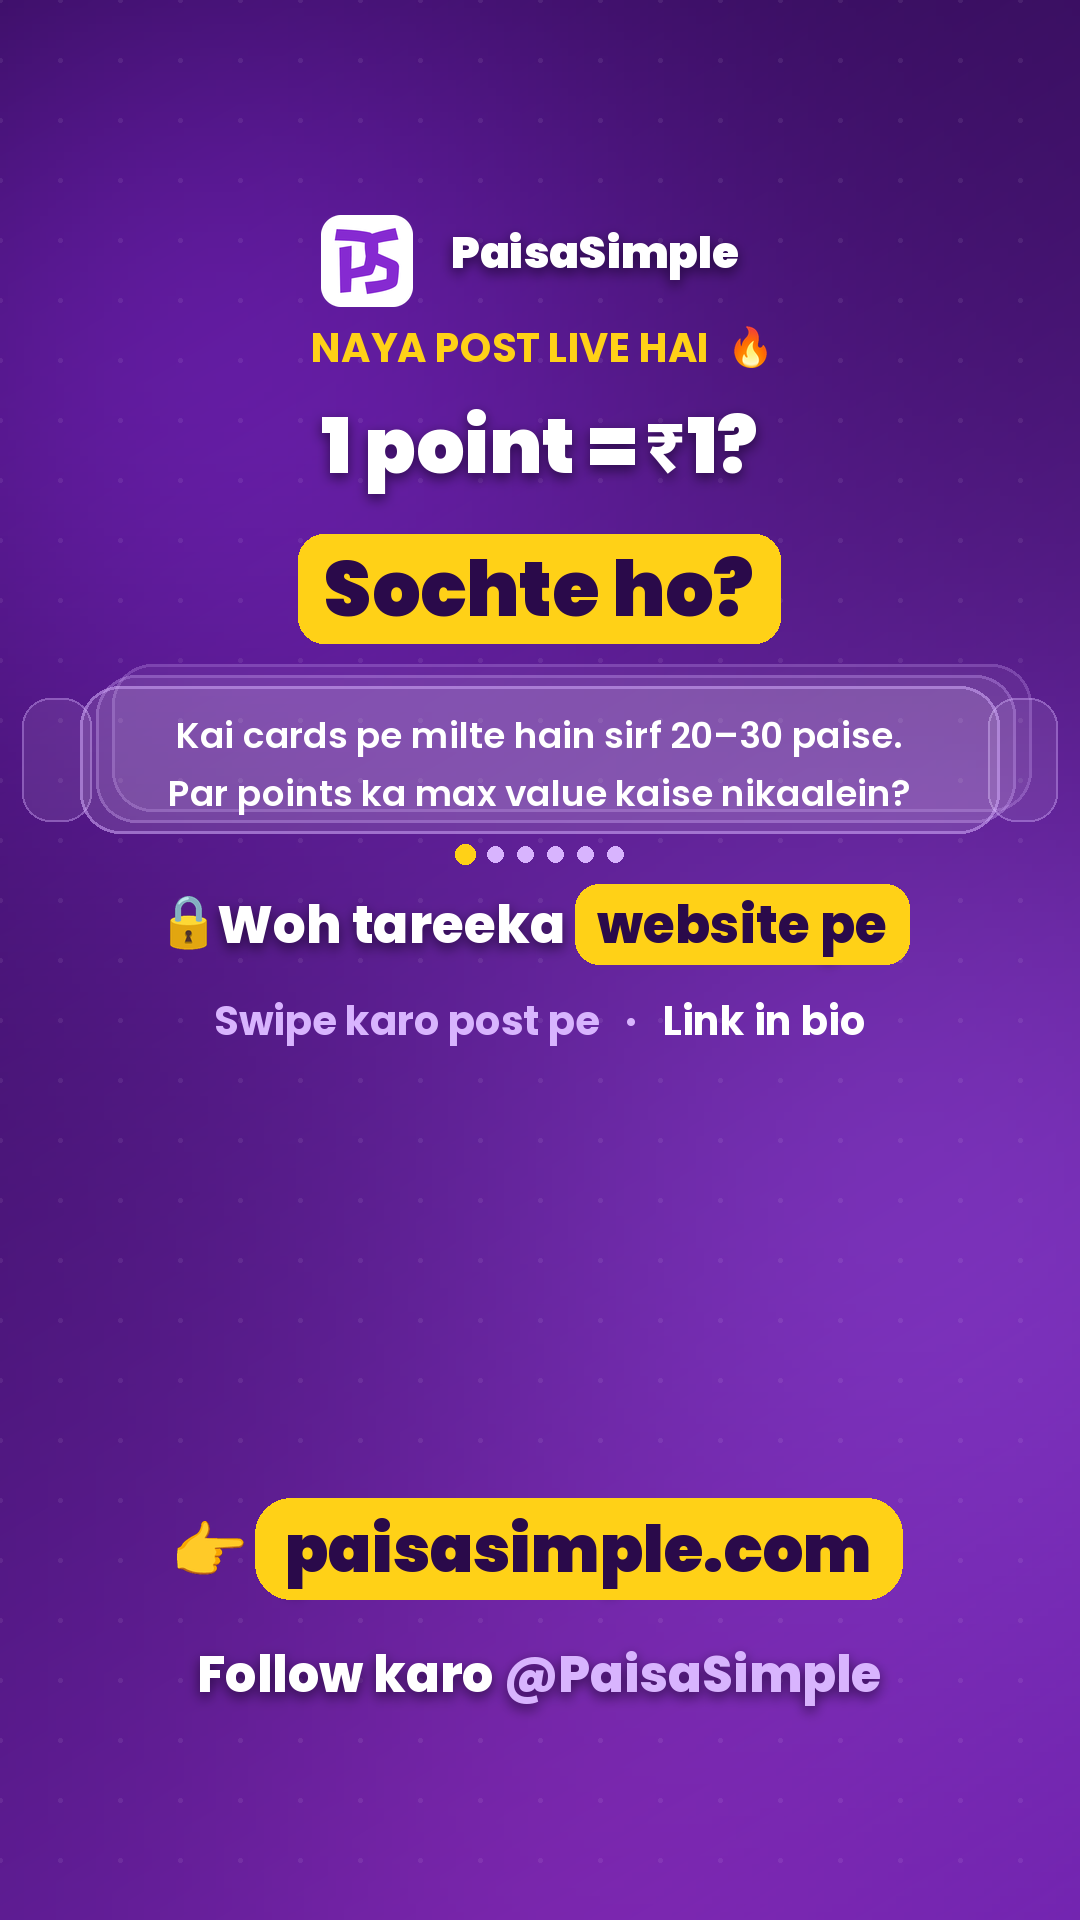 PS PaisaSimple
NAYA POST LIVE HAI 🔥
1 point = ₹1?
Sochte ho?
Kai cards pe milte hain sirf 20–30 paise.
Par points ka max value kaise nikaalein?
🔒 Woh tareeka website pe
Swipe karo post pe · Link in bio
👉 paisasimple.com
Follow karo @PaisaSimple